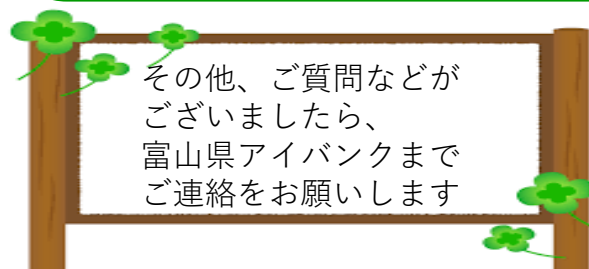 その他、ご質問などが
ございましたら、
富山県アイバンクまで
ご連絡をお願いします